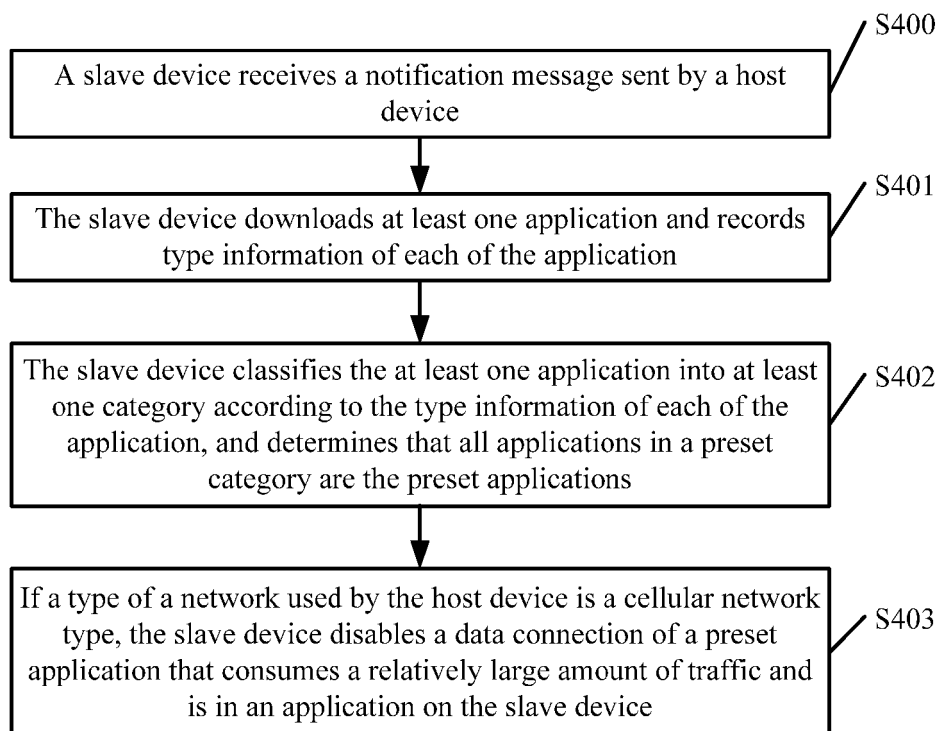 S400
A slave device receives a notification message sent by a host
device
S401
The slave device downloads at least one application and records
type information of each of the application
S402
The slave device classifies the at least one application into at least
one category according to the type information of each of the
application, and determines that all applications in a preset
category are the preset applications
S403
If a type of a network used by the host device is a cellular network
type, the slave device disables a data connection of a preset
application that consumes a relatively large amount of traffic and
is in an application on the slave device